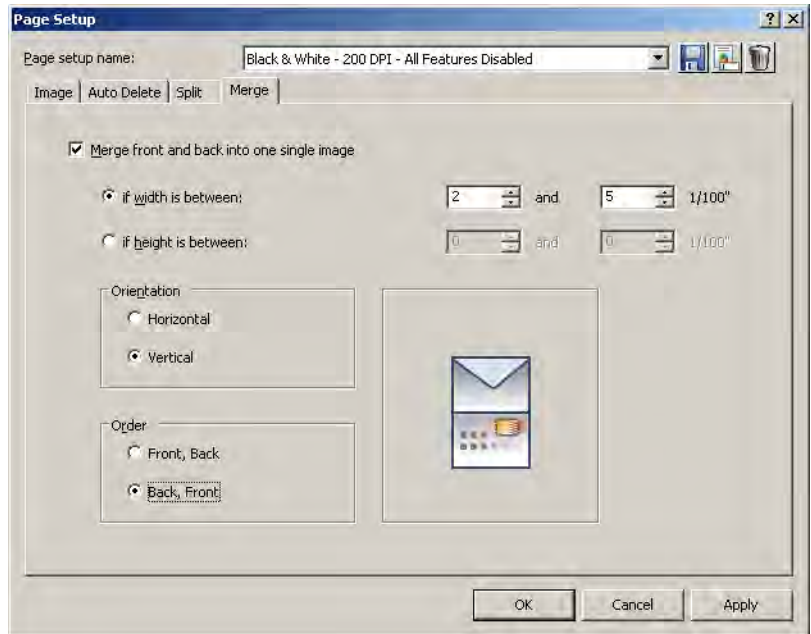 Page Setup
Page setup name: Black & White - 200 DPI - All Features Disabled
Image Auto Delete Split Merge
Merge front and back into one single image
if width is between: 2 and 5 1/100"
if height is between: 0 and 0 1/100"
Orientation
Horizontal
Vertical
Order
Front, Back
Back, Front
OK Cancel Apply